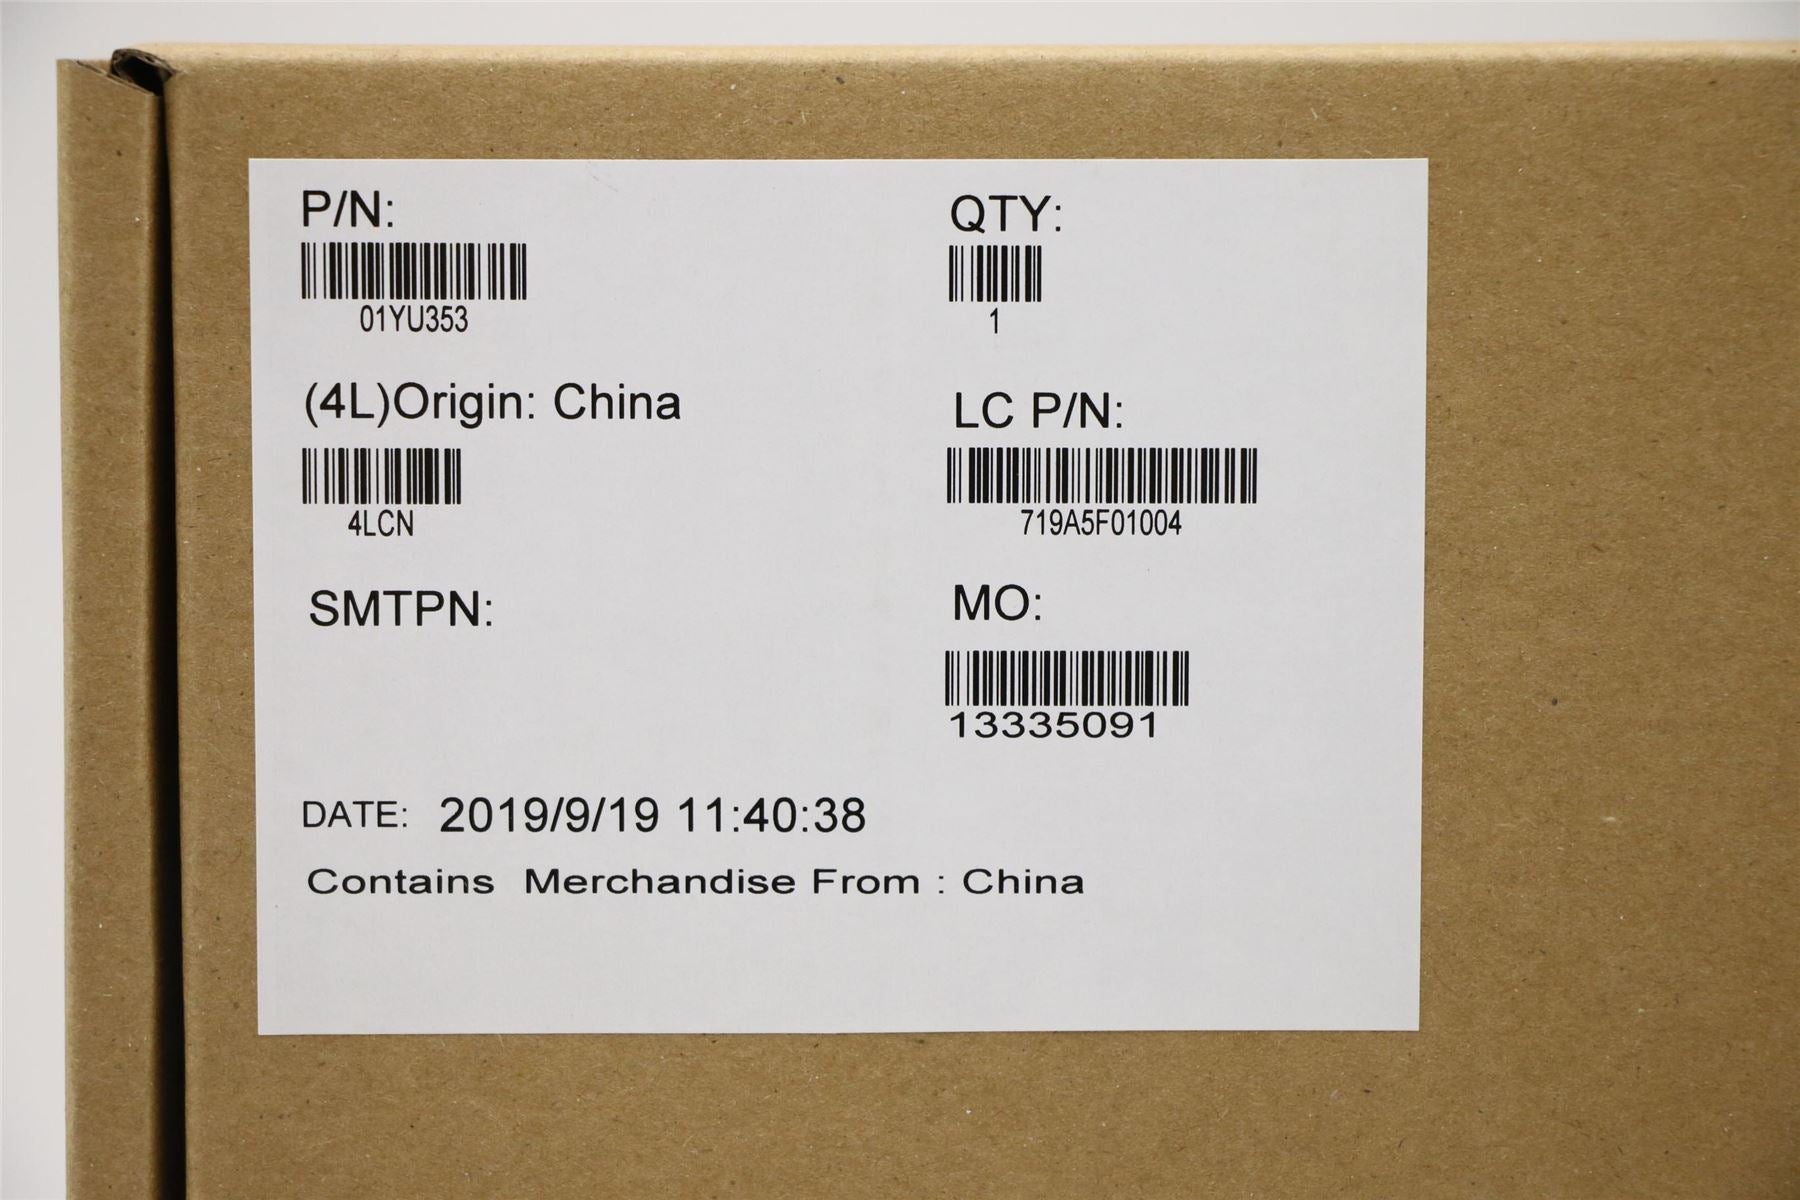 P/N:
01YU353
QTY:
1
(4L)Origin: China
4LCN
LC P/N:
719A5F01004
SMTPN:
MO:
13335091
DATE: 2019/9/19 11:40:38
Contains Merchandise From : China